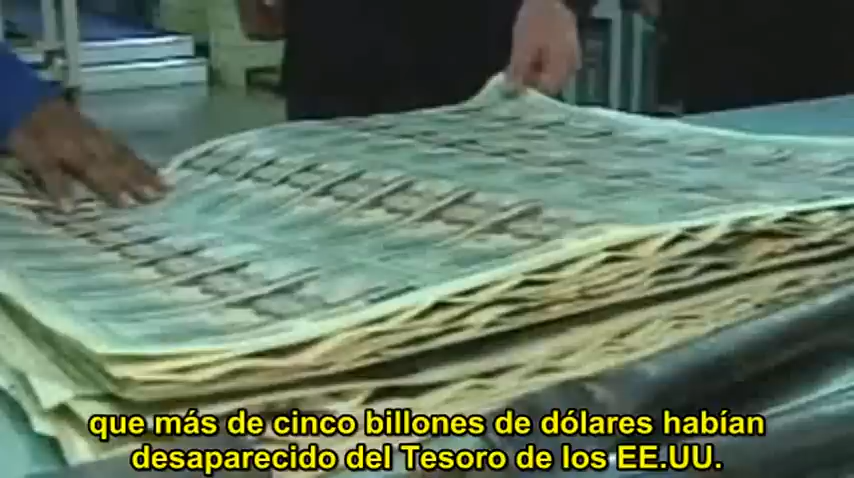 que más de cinco billones de dólares habían
desaparecido del Tesoro de los EE.UU.